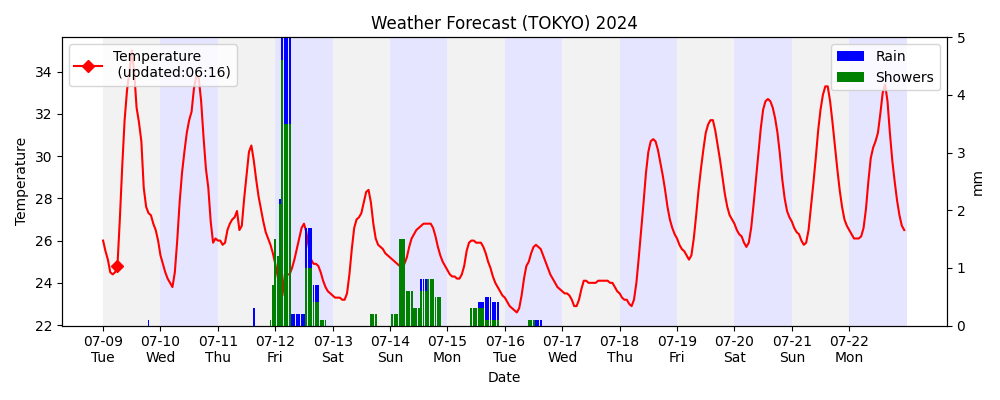 Weather Forecast (TOKYO) 2024
Temperature
(updated:06:16)
Rain
Showers
Temperature
34
32
30
28
26
24
22
5
4
3
2
1
0
mm
07-09 07-10 07-11 07-12 07-13 07-14 07-15 07-16 07-17 07-18 07-19 07-20 07-21 07-22
Tue Wed Thu Fri Sat Sun Mon Tue Wed Thu Fri Sat Sun Mon
Date